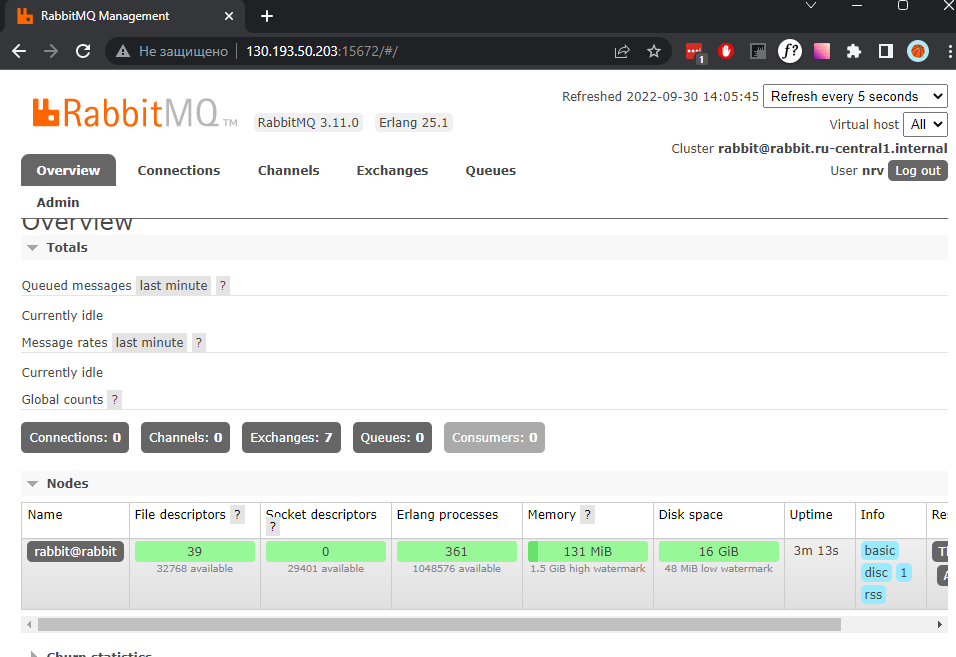 RabbitMQ Management
Не защищено 130.193.50.203:15672/#/
1
f?
Refreshed 2022-09-30 14:05:45 Refresh every 5 seconds
RabbitMQ TM RabbitMQ 3.11.0 Erlang 25.1
Virtual host All
Cluster rabbit@rabbit.ru-central1.internal
User nrv Log out
Overview Connections Channels Exchanges Queues
Admin
Overview
Totals
Queued messages last minute ?
Currently idle
Message rates last minute ?
Currently idle
Global counts ?
Connections: 0 Channels: 0 Exchanges: 7 Queues: 0 Consumers: 0
Nodes
Name File descriptors ? Socket descriptors ? Erlang processes Memory ? Disk space Uptime Info Re
rabbit@rabbit 39 0 361 131 MiB 16 GiB 3m 13s basic
32768 available 29401 available 1048576 available 1.5 GiB high watermark 48 MiB low watermark
disc 1
rss
Churn statistics